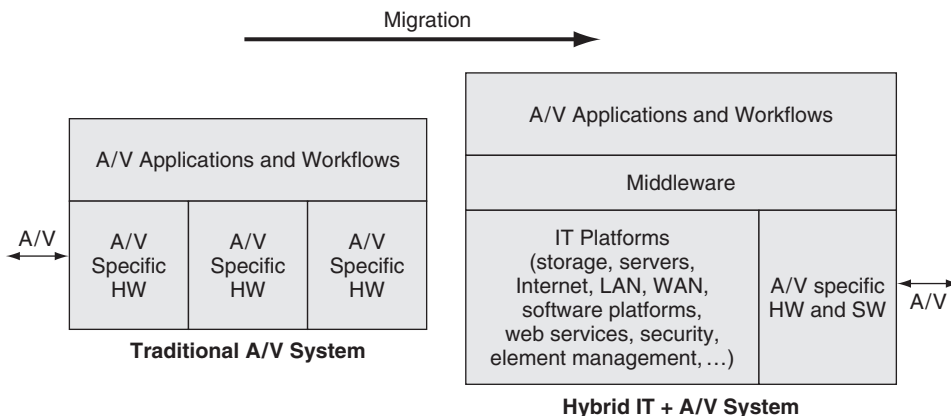 Migration
A/V Applications and Workflows
A/V
A/V
Specific
HW
A/V
Specific
HW
A/V
Specific
HW
Traditional A/V System
A/V Applications and Workflows
Middleware
IT Platforms
(storage, servers,
Internet, LAN, WAN,
software platforms,
web services, security,
element management, …)
A/V specific
HW and SW
A/V
Hybrid IT + A/V System